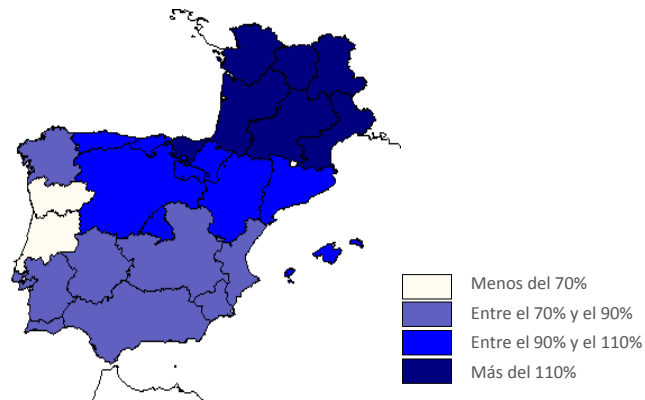 Menos del 70%
Entre el 70% y el 90%
Entre el 90% y el 110%
Más del 110%